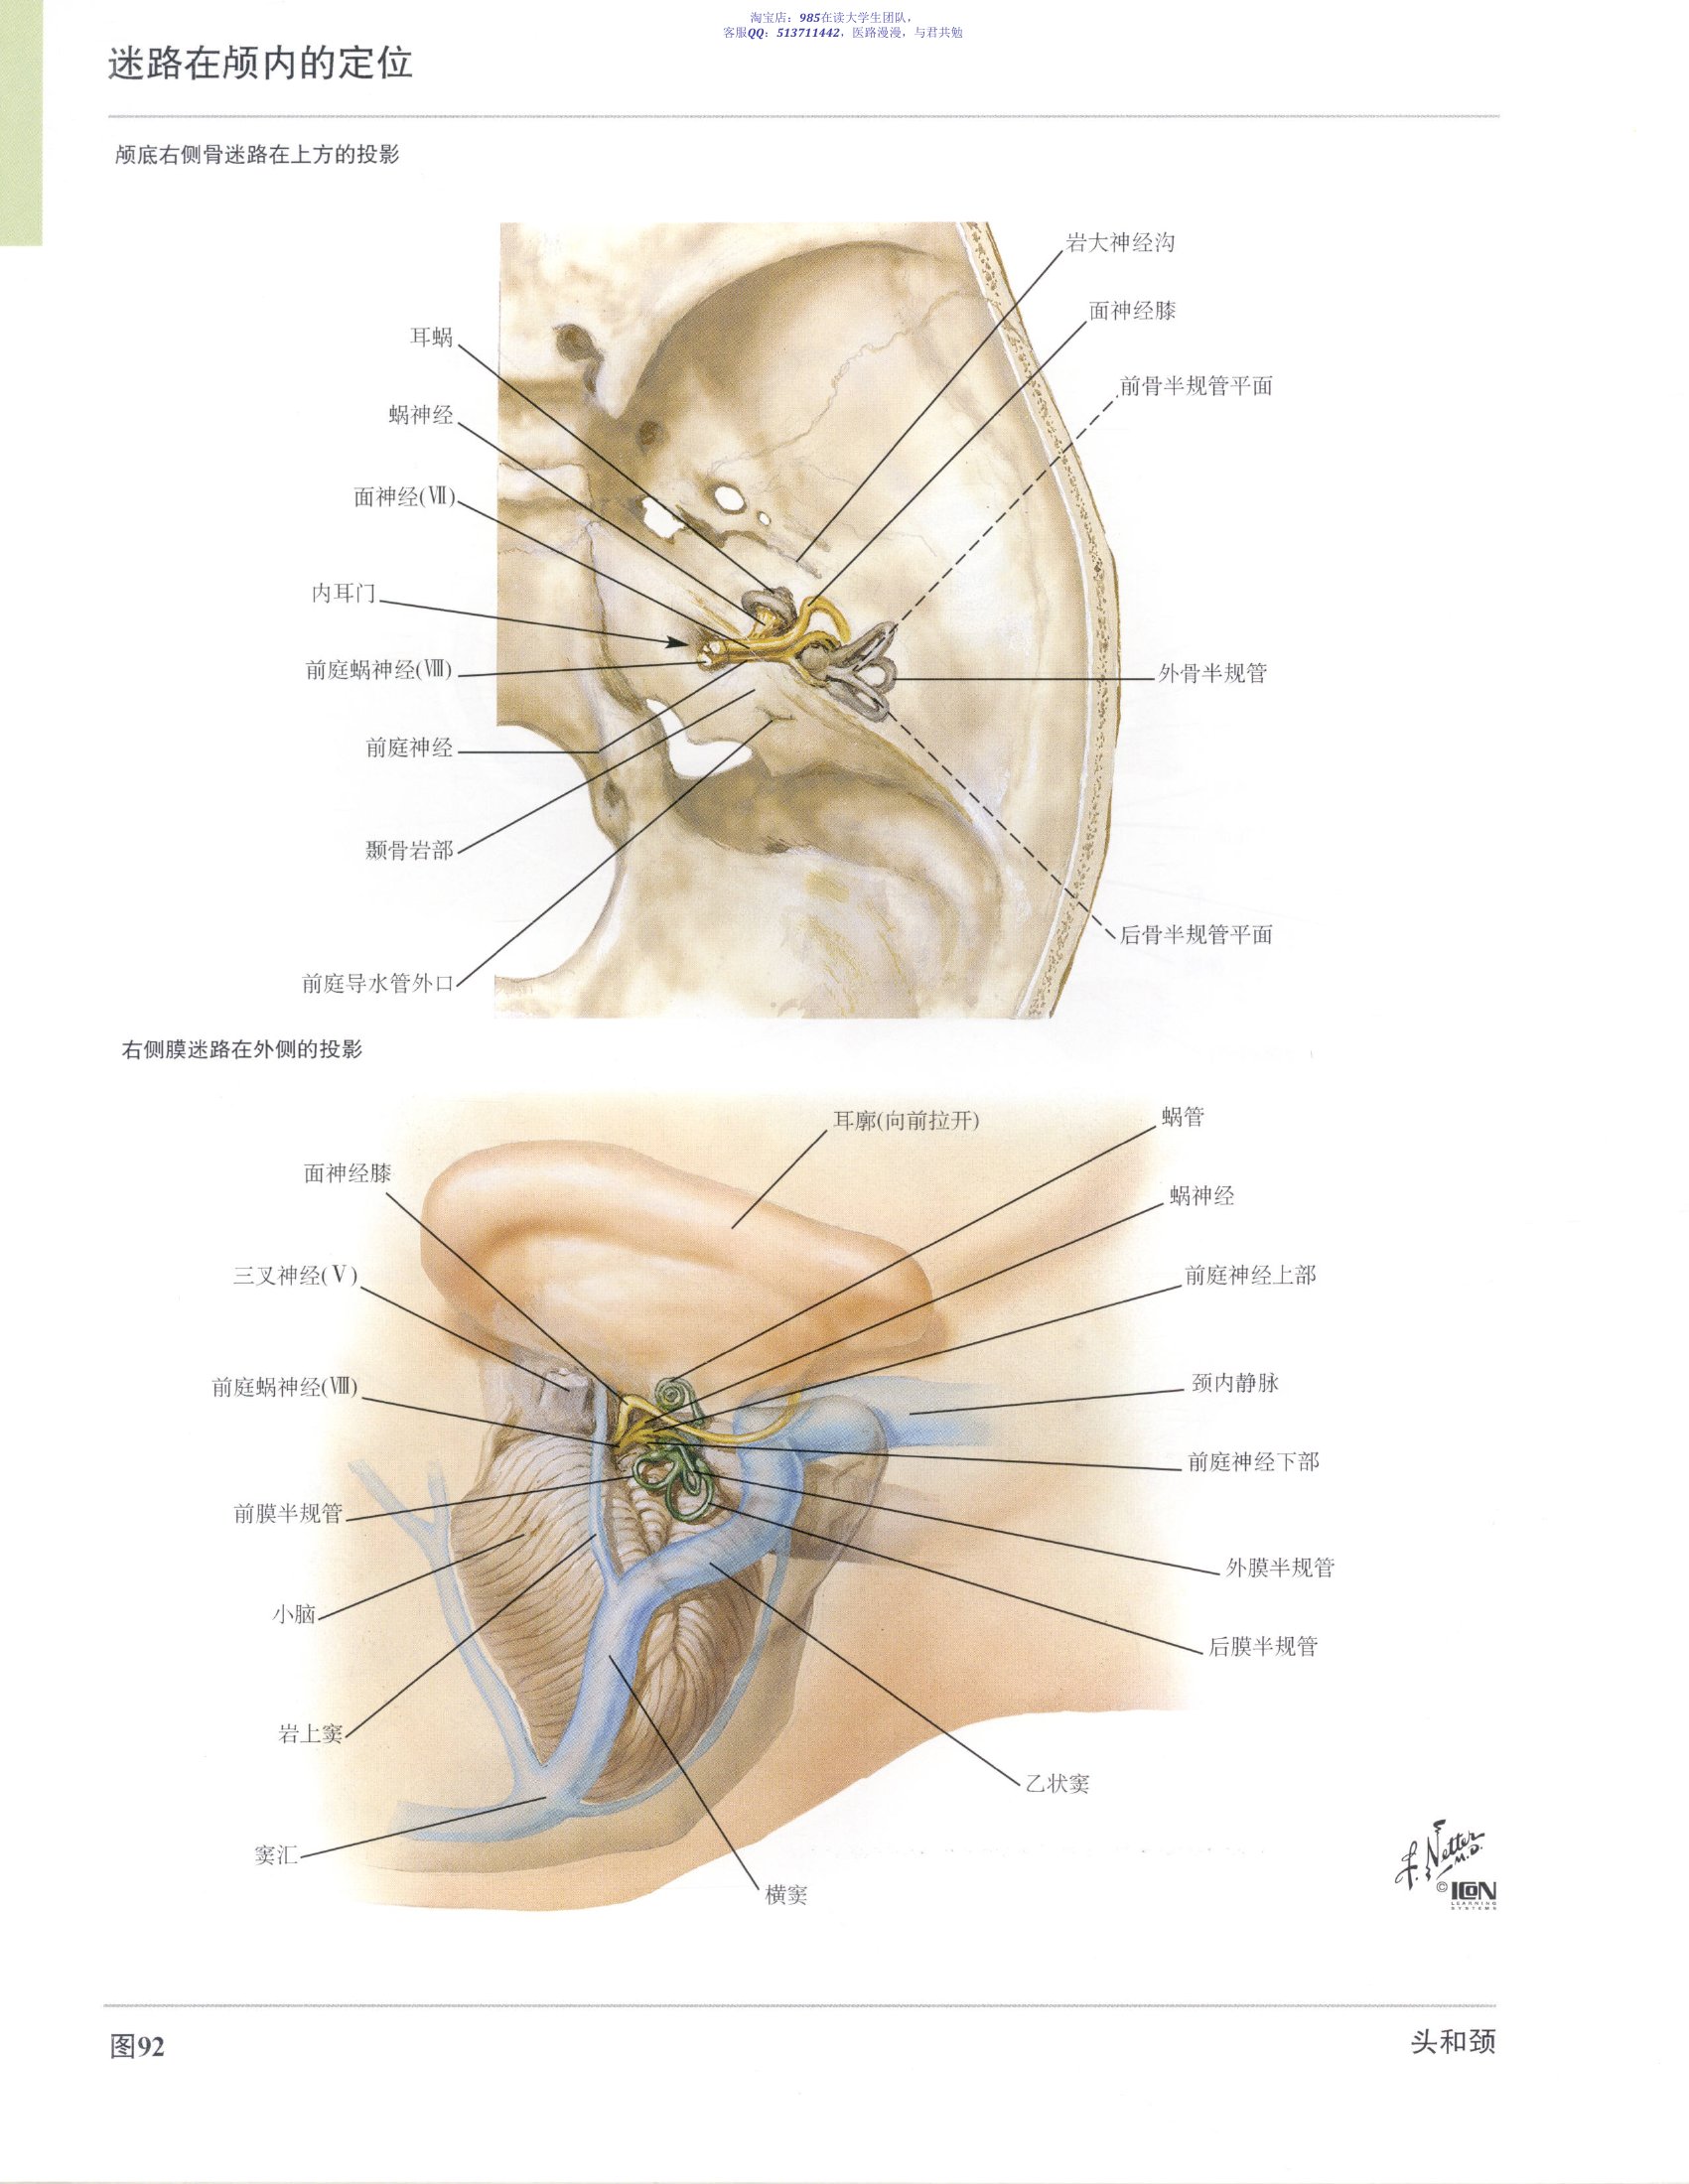 淘宝店：985在读大学生团队，
客服QQ：513711442，医路漫漫，与君共勉
迷路在颅内的定位
颅底右侧骨迷路在上方的投影
岩大神经沟
面神经膝
耳蜗
前骨半规管平面
蜗神经
面神经(Ⅶ)
内耳门
前庭蜗神经(Ⅷ)
外骨半规管
前庭神经
颞骨岩部
后骨半规管平面
前庭导水管外口
右侧膜迷路在外侧的投影
耳廓(向前拉开)
蜗管
面神经膝
蜗神经
三叉神经(Ⅴ)
前庭神经上部
前庭蜗神经(Ⅷ)
颈内静脉
前庭神经下部
前膜半规管
外膜半规管
小脑
后膜半规管
岩上窦
乙状窦
窦汇
横窦
F. Netter
M.D.
© ICON
LEARNING
SYSTEMS
图92
头和颈